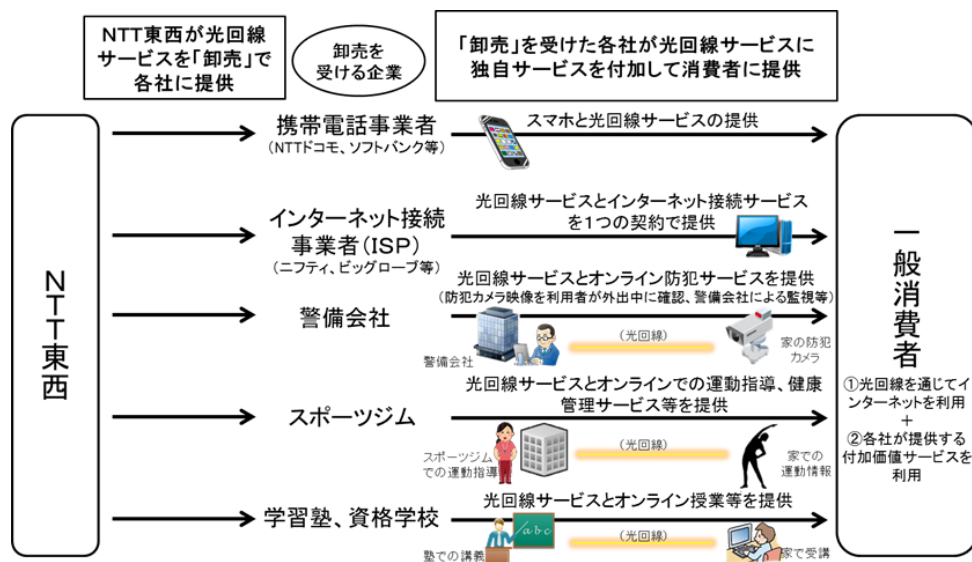 NTT東西が光回線
サービスを「卸売」で
各社に提供
卸売を
受ける企業
「卸売」を受けた各社が光回線サービスに
独自サービスを付加して消費者に提供
NTT東西
携帯電話事業者
(NTTドコモ、ソフトバンク等)
スマホと光回線サービスの提供
インターネット接続
事業者(ISP)
(ニフティ、ビッグローブ等)
光回線サービスとインターネット接続サービス
を1つの契約で提供
警備会社
光回線サービスとオンライン防犯サービスを提供
(防犯カメラ映像を利用者が外出中に確認、警備会社による監視等)
警備会社
(光回線)
家の防犯
カメラ
スポーツジム
光回線サービスとオンラインでの運動指導、健康
管理サービス等を提供
スポーツジム
での運動指導
(光回線)
家での
運動情報
学習塾、資格学校
光回線サービスとオンライン授業等を提供
abc
塾での講義
(光回線)
家で受講
一般消費者
①光回線を通じてイ
ンターネットを利用
+
②各社が提供する
付加価値サービスを
利用